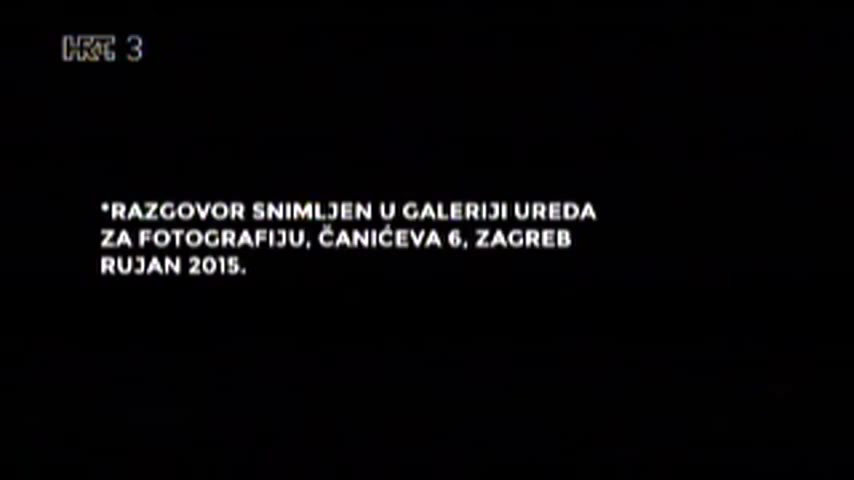 HRT 3
*RAZGOVOR SNIMLJEN U GALERIJI UREDA
ZA FOTOGRAFIJU, ČANIĆEVA 6, ZAGREB
RUJAN 2015.